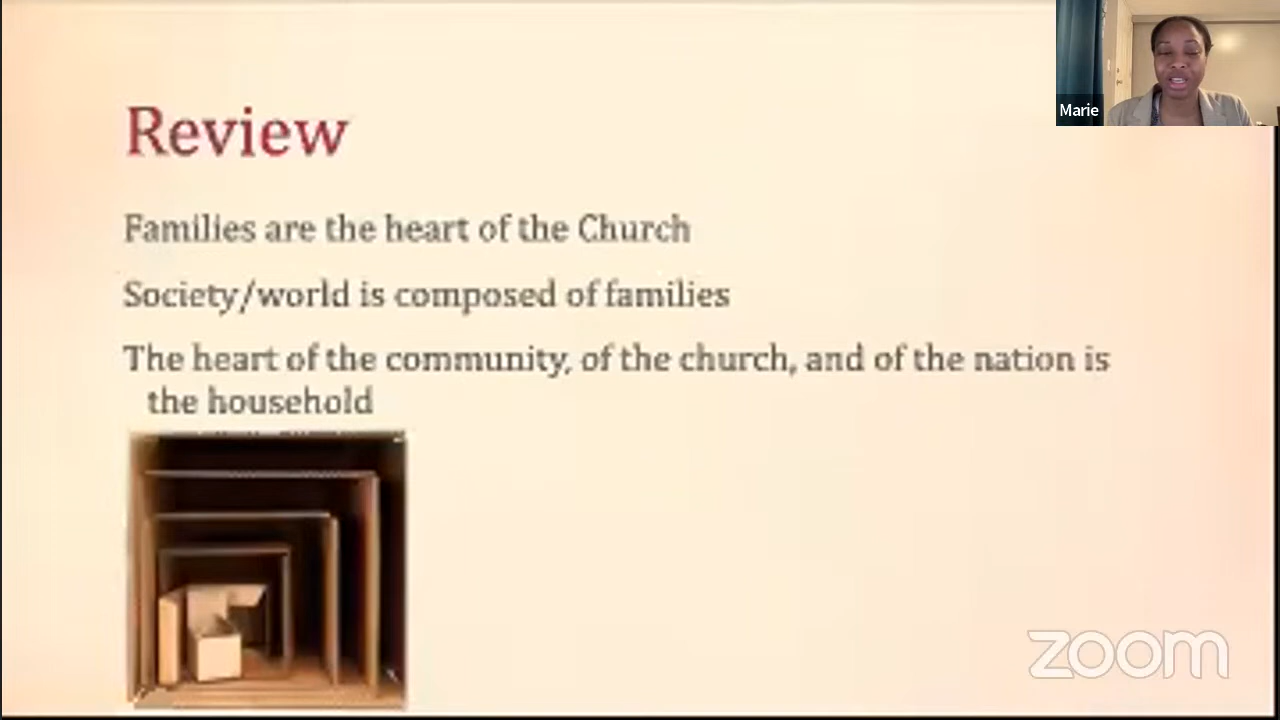 Review
Families are the heart of the Church
Society/world is composed of families
The heart of the community, of the church, and of the nation is
the household
Marie
zoom